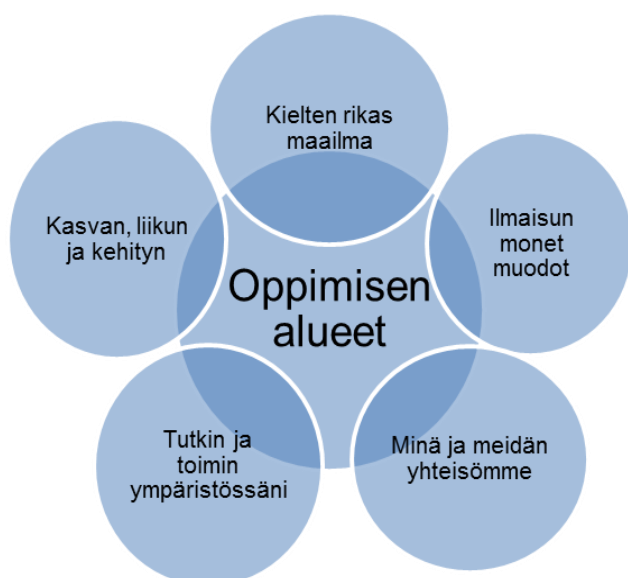 Kielten rikas
maailma
Kasvan, liikun
ja kehityn
Ilmaisun
monet
muodot
Oppimisen
alueet
Tutkin ja
toimin
ympäristössäni
Minä ja meidän
yhteisömme